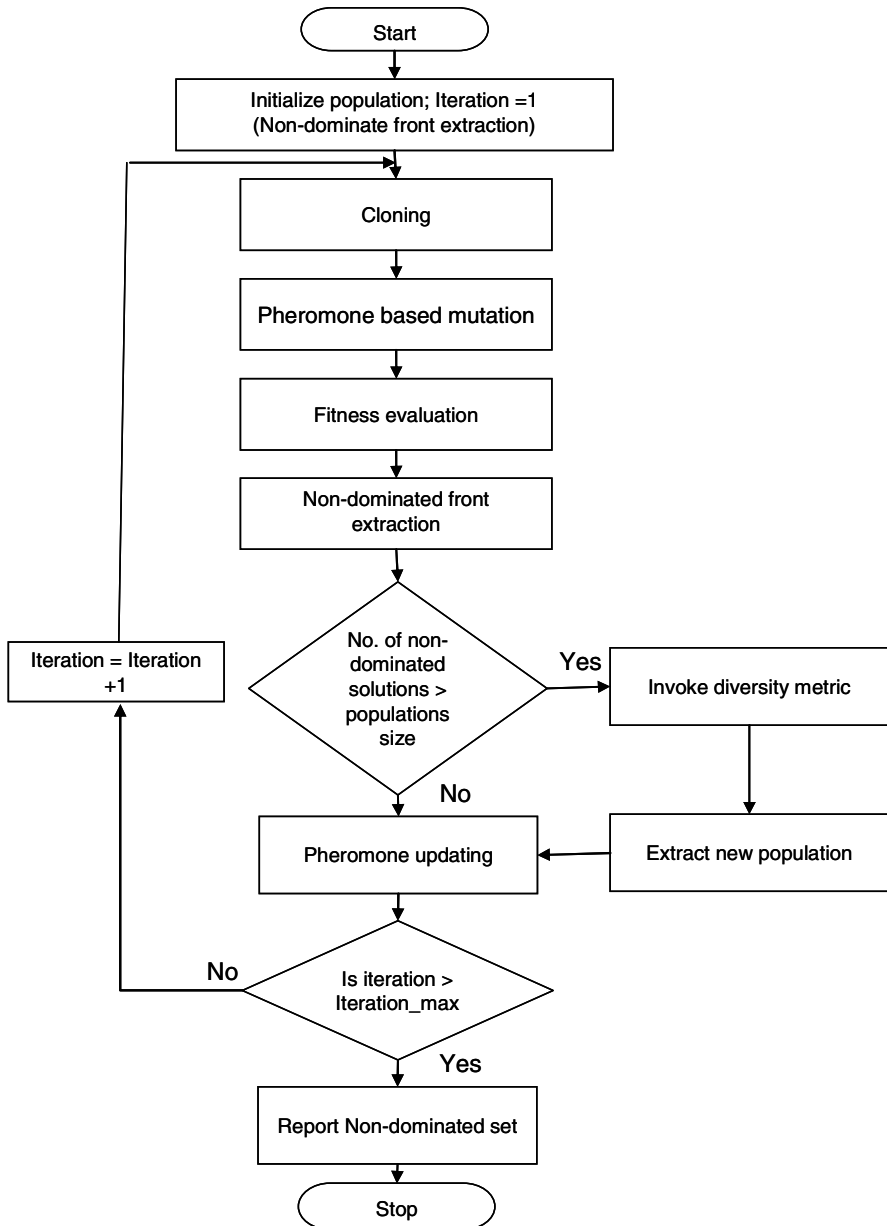 Start
Initialize population; Iteration =1
(Non-dominate front extraction)
Cloning
Pheromone based mutation
Fitness evaluation
Non-dominated front
extraction
No. of non-
dominated
solutions >
populations
size
Yes
Invoke diversity metric
Iteration = Iteration
+1
No
Pheromone updating
Extract new population
No
Is iteration >
Iteration_max
Yes
Report Non-dominated set
Stop